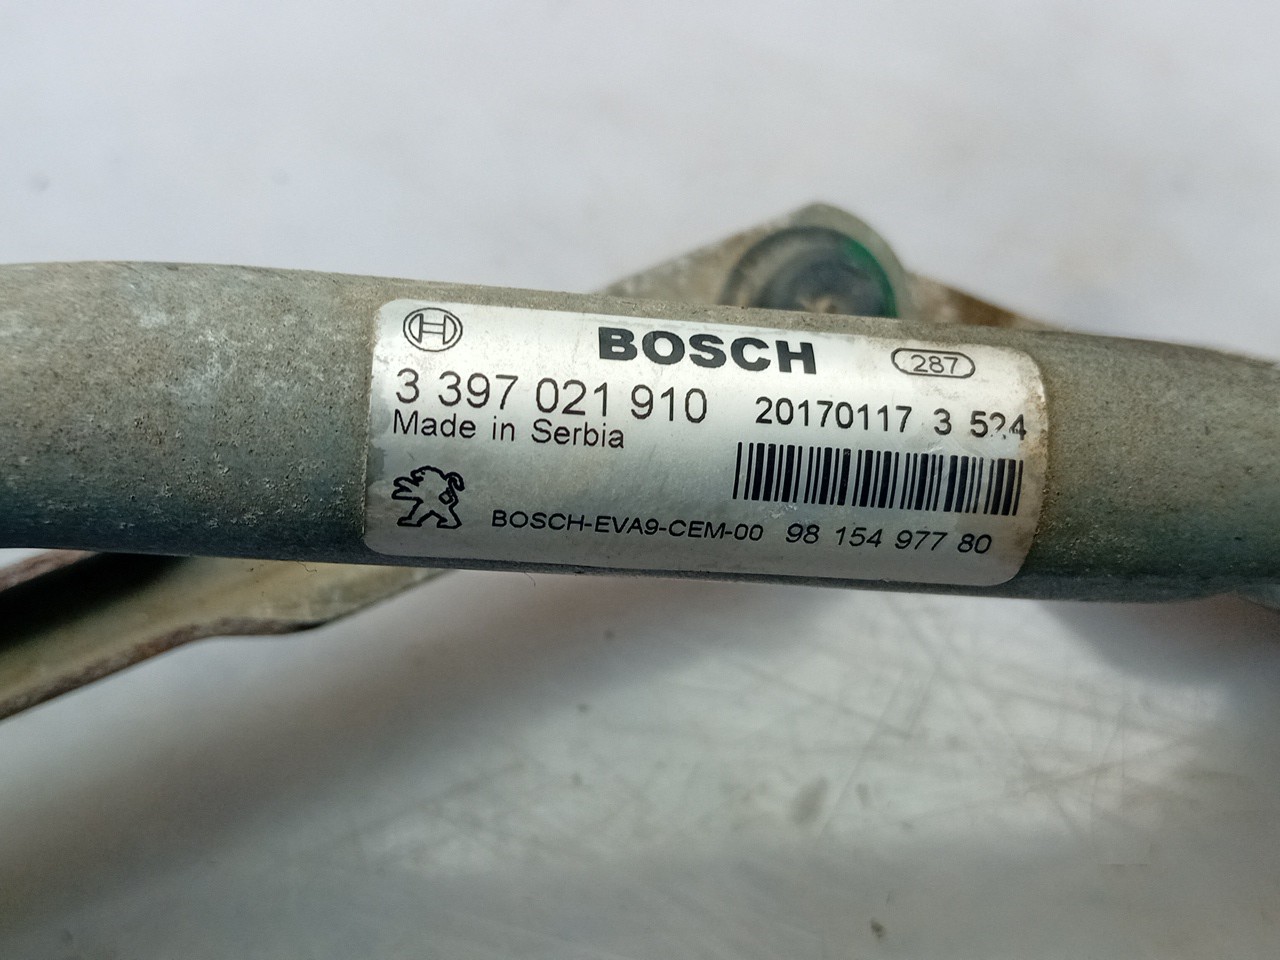 BOSCH 287
3 397 021 910 20170117 3 524
Made in Serbia
BOSCH-EVA9-CEM-00 98 154 977 80